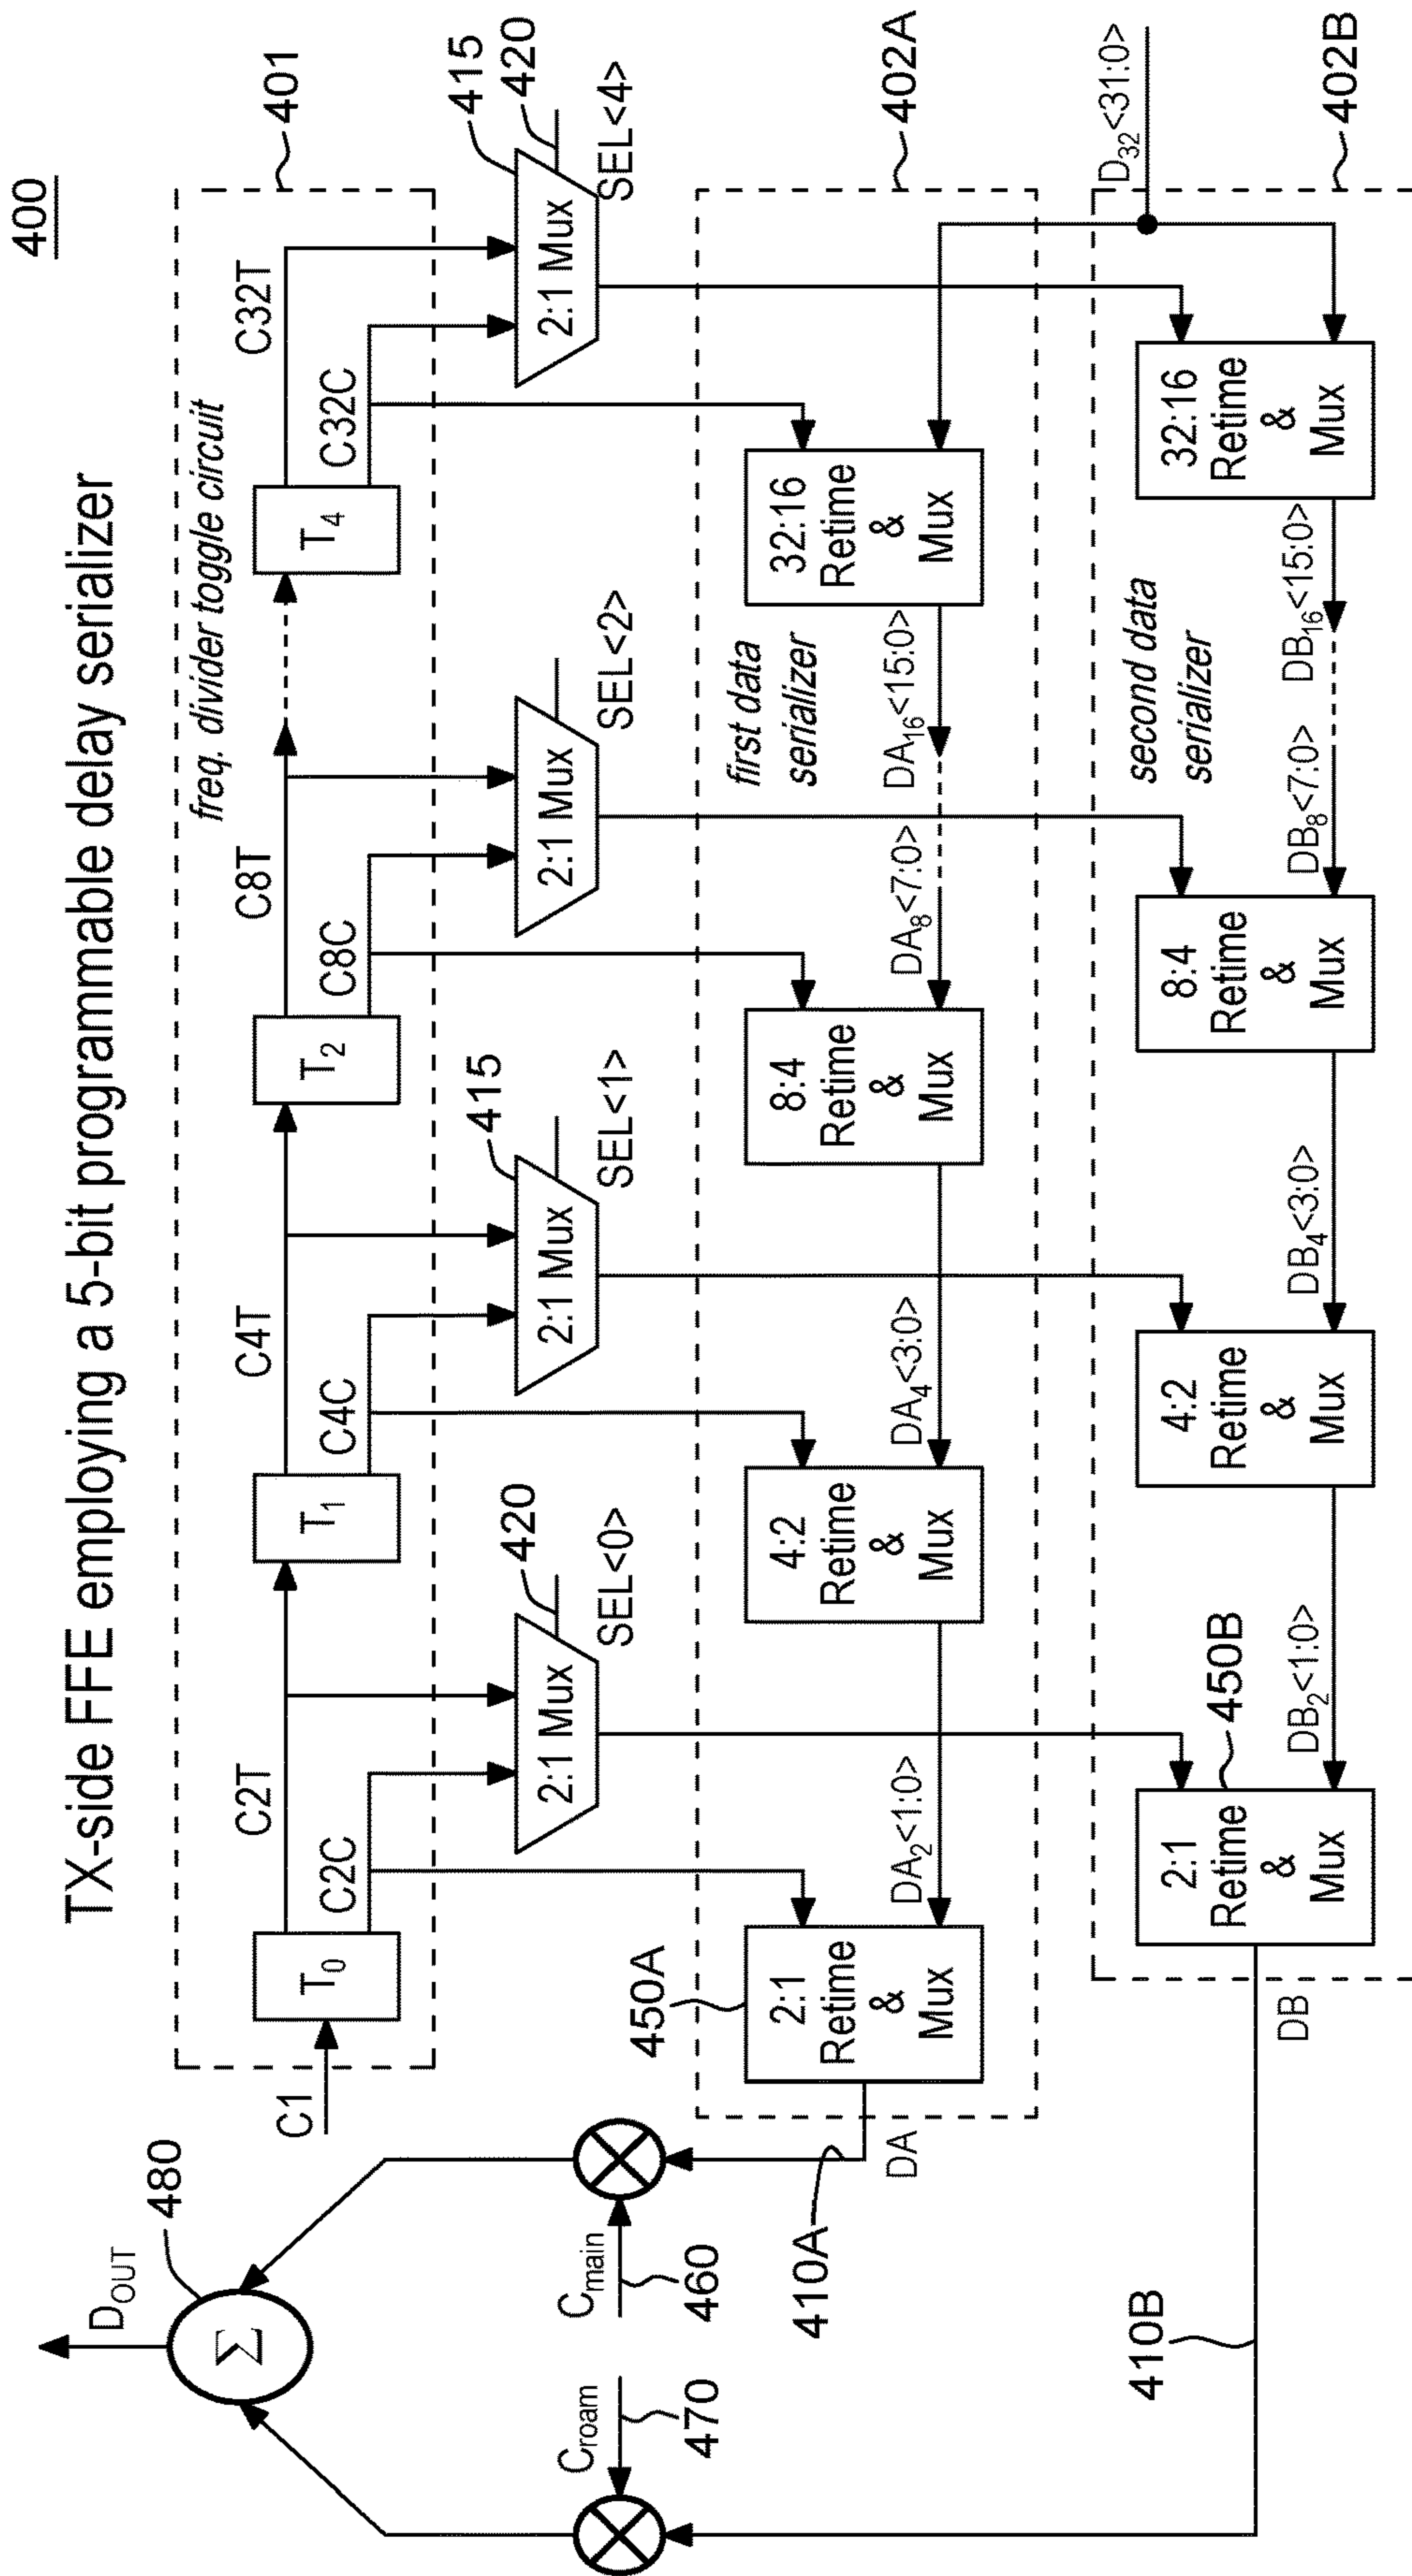 400
TX-side FFE employing a 5-bit programmable delay serializer
401
freq. divider toggle circuit
C1
T0
C2T
C2C
T1
C4T
C4C
T2
C8T
C8C
T4
C32T
C32C
480
DOUT
Σ
2:1 Mux
420
SEL<0>
2:1 Mux
415
SEL<1>
2:1 Mux
SEL<2>
2:1 Mux
415
420
SEL<4>
Croam
470
Cmain
460
402A
first data
serializer
450A
2:1
Retime
&
Mux
DA2<1:0>
4:2
Retime
&
Mux
DA4<3:0>
8:4
Retime
&
Mux
DA8<7:0>
DA16<15:0>
32:16
Retime
&
Mux
410A
DA
D32<31:0>
402B
second data
serializer
2:1
Retime
&
Mux
450B
DB2<1:0>
4:2
Retime
&
Mux
DB4<3:0>
8:4
Retime
&
Mux
DB8<7:0>
DB16<15:0>
32:16
Retime
&
Mux
DB
410B